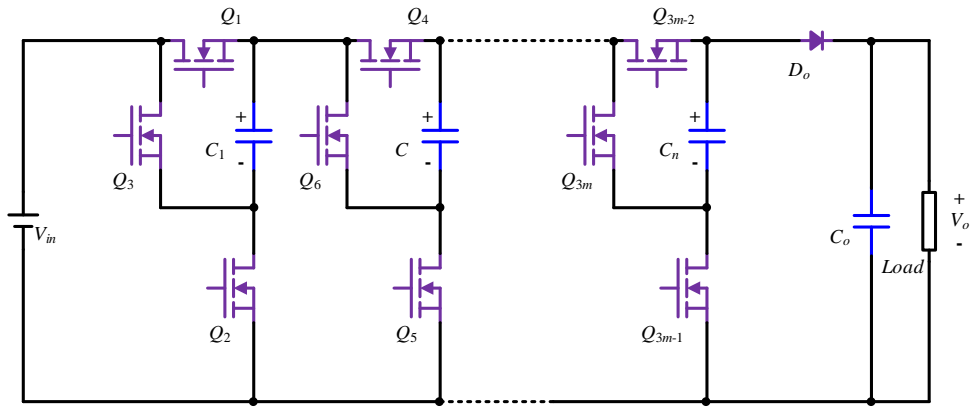 Q1
Q4
Q3m-2
Do
+
C1
-
+
C
-
+
Cn
-
Q3
Q6
Q3m
Vin
Co
+
Vo
-
Load
Q2
Q5
Q3m-1